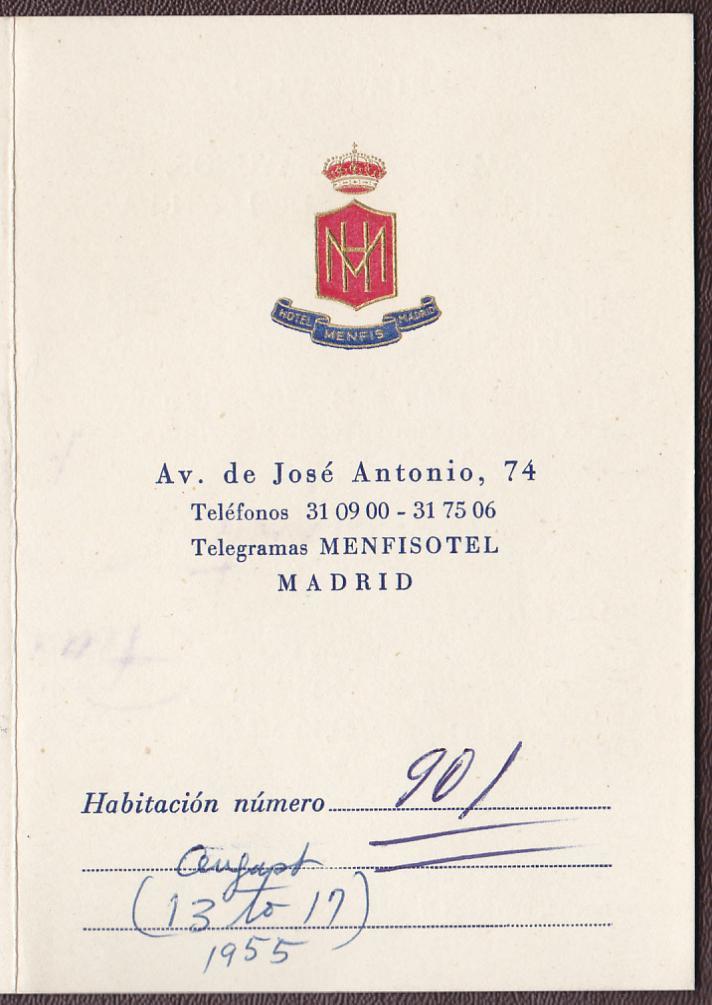 HM
HOTEL MENFIS MADRID
Av. de José Antonio, 74
Teléfonos 31 09 00 - 31 75 06
Telegramas MENFISOTEL
MADRID
Habitación número 901
August
(13 to 17)
1955